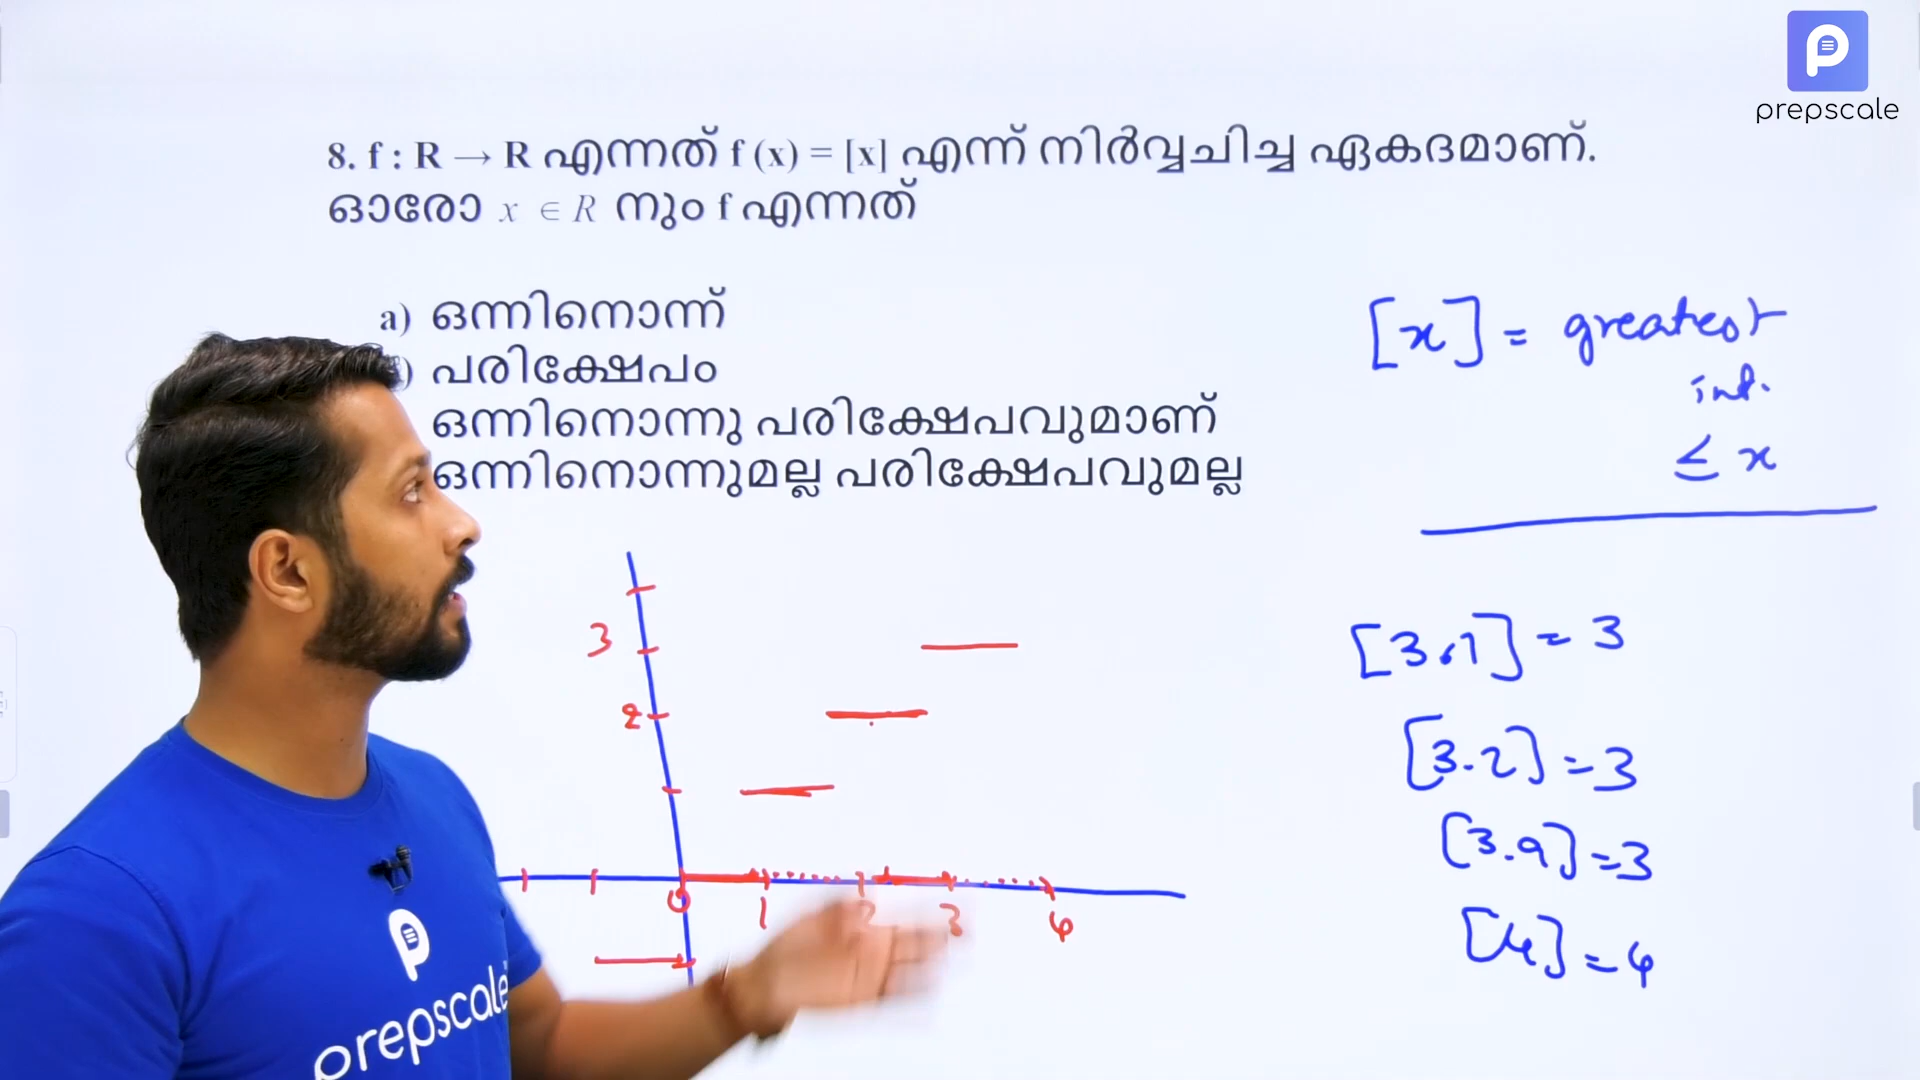 prepscale
8. f : R → R എന്നത് f (x) = [x] എന്ന് നിർവ്വചിച്ച ഏകദമാണ്.
ഓരോ x ∈ R നും f എന്നത്
a) ഒന്നിനൊന്ന്
) പരിക്ഷേപം
ഒന്നിനൊന്നു പരിക്ഷേപവുമാണ്
ഒന്നിനൊന്നുമല്ല പരിക്ഷേപവുമല്ല
[x] = greatest
int.
≤ x
[3.1] = 3
[3.2] = 3
[3.9] = 3
[4] = 4
3
2
0 1 2 3 4
prepscale